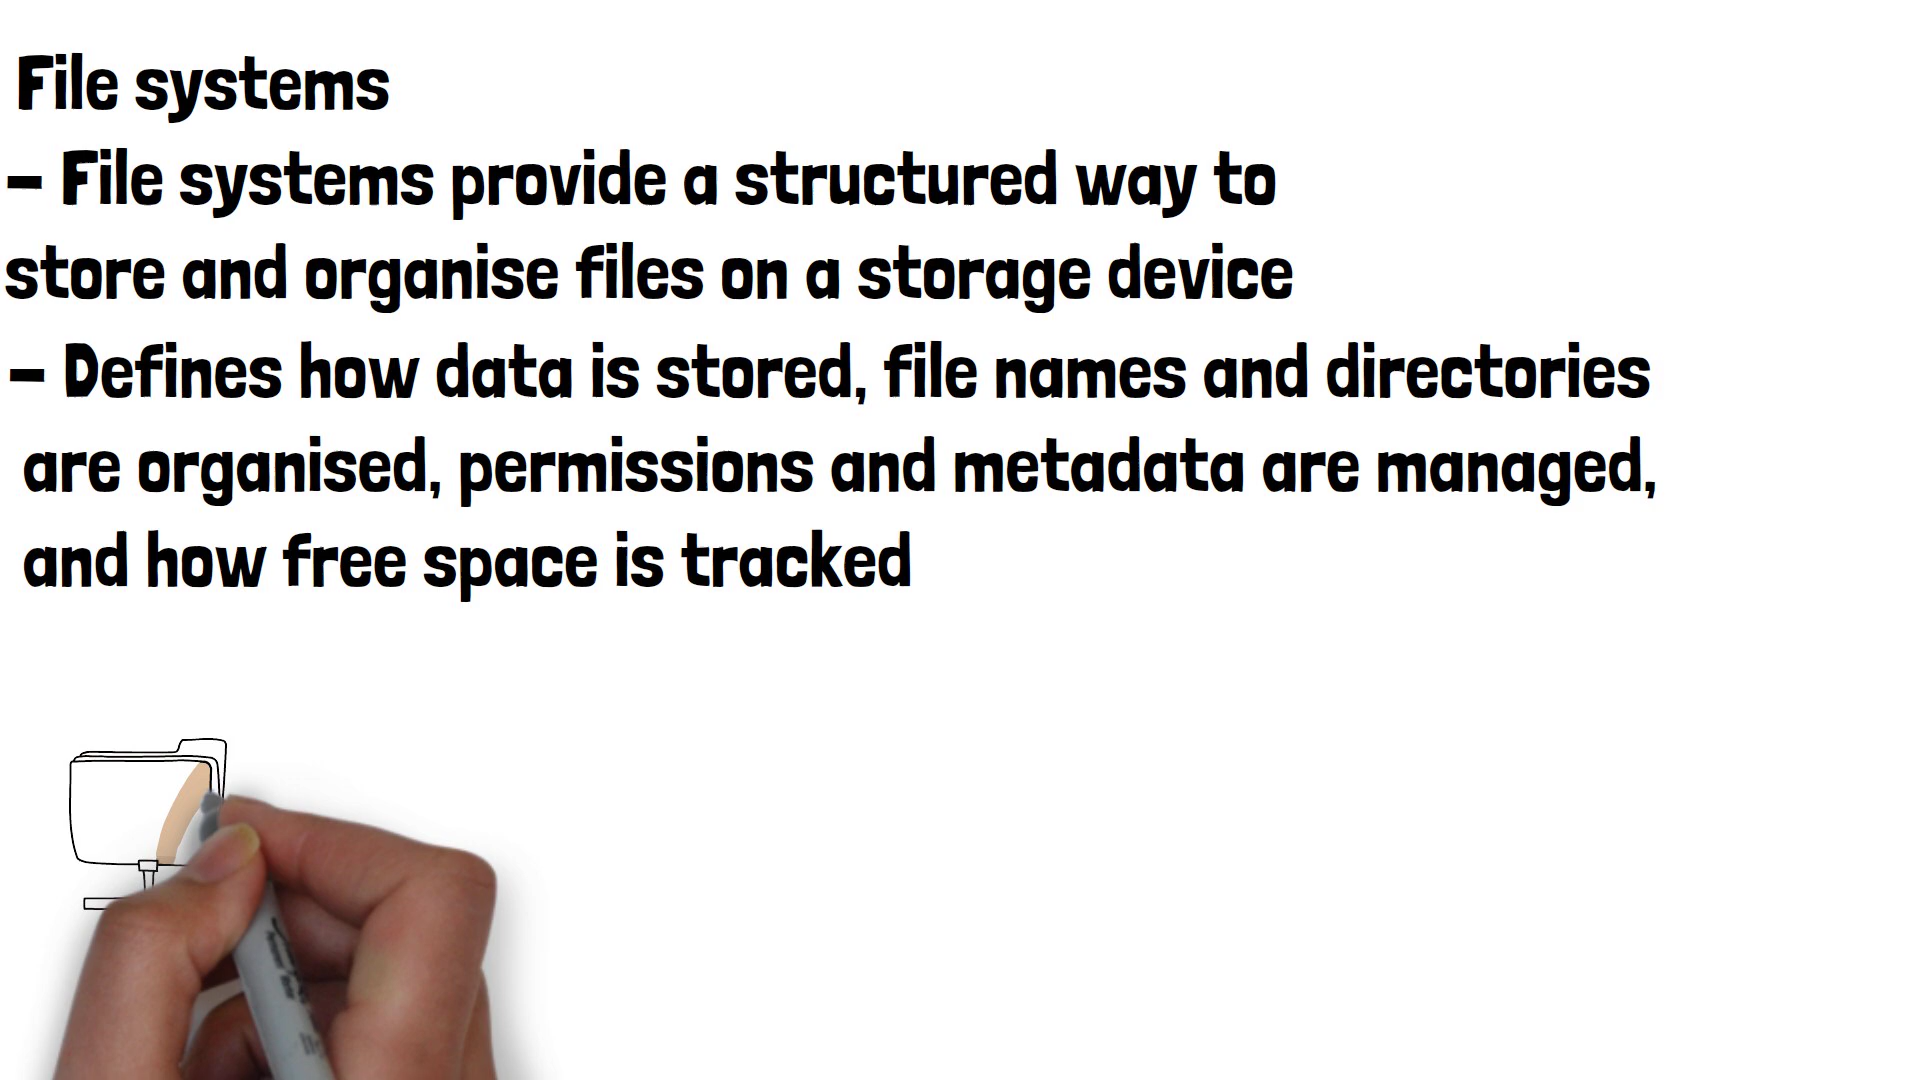 File systems
- File systems provide a structured way to
store and organise files on a storage device
- Defines how data is stored, file names and directories
are organised, permissions and metadata are managed,
and how free space is tracked